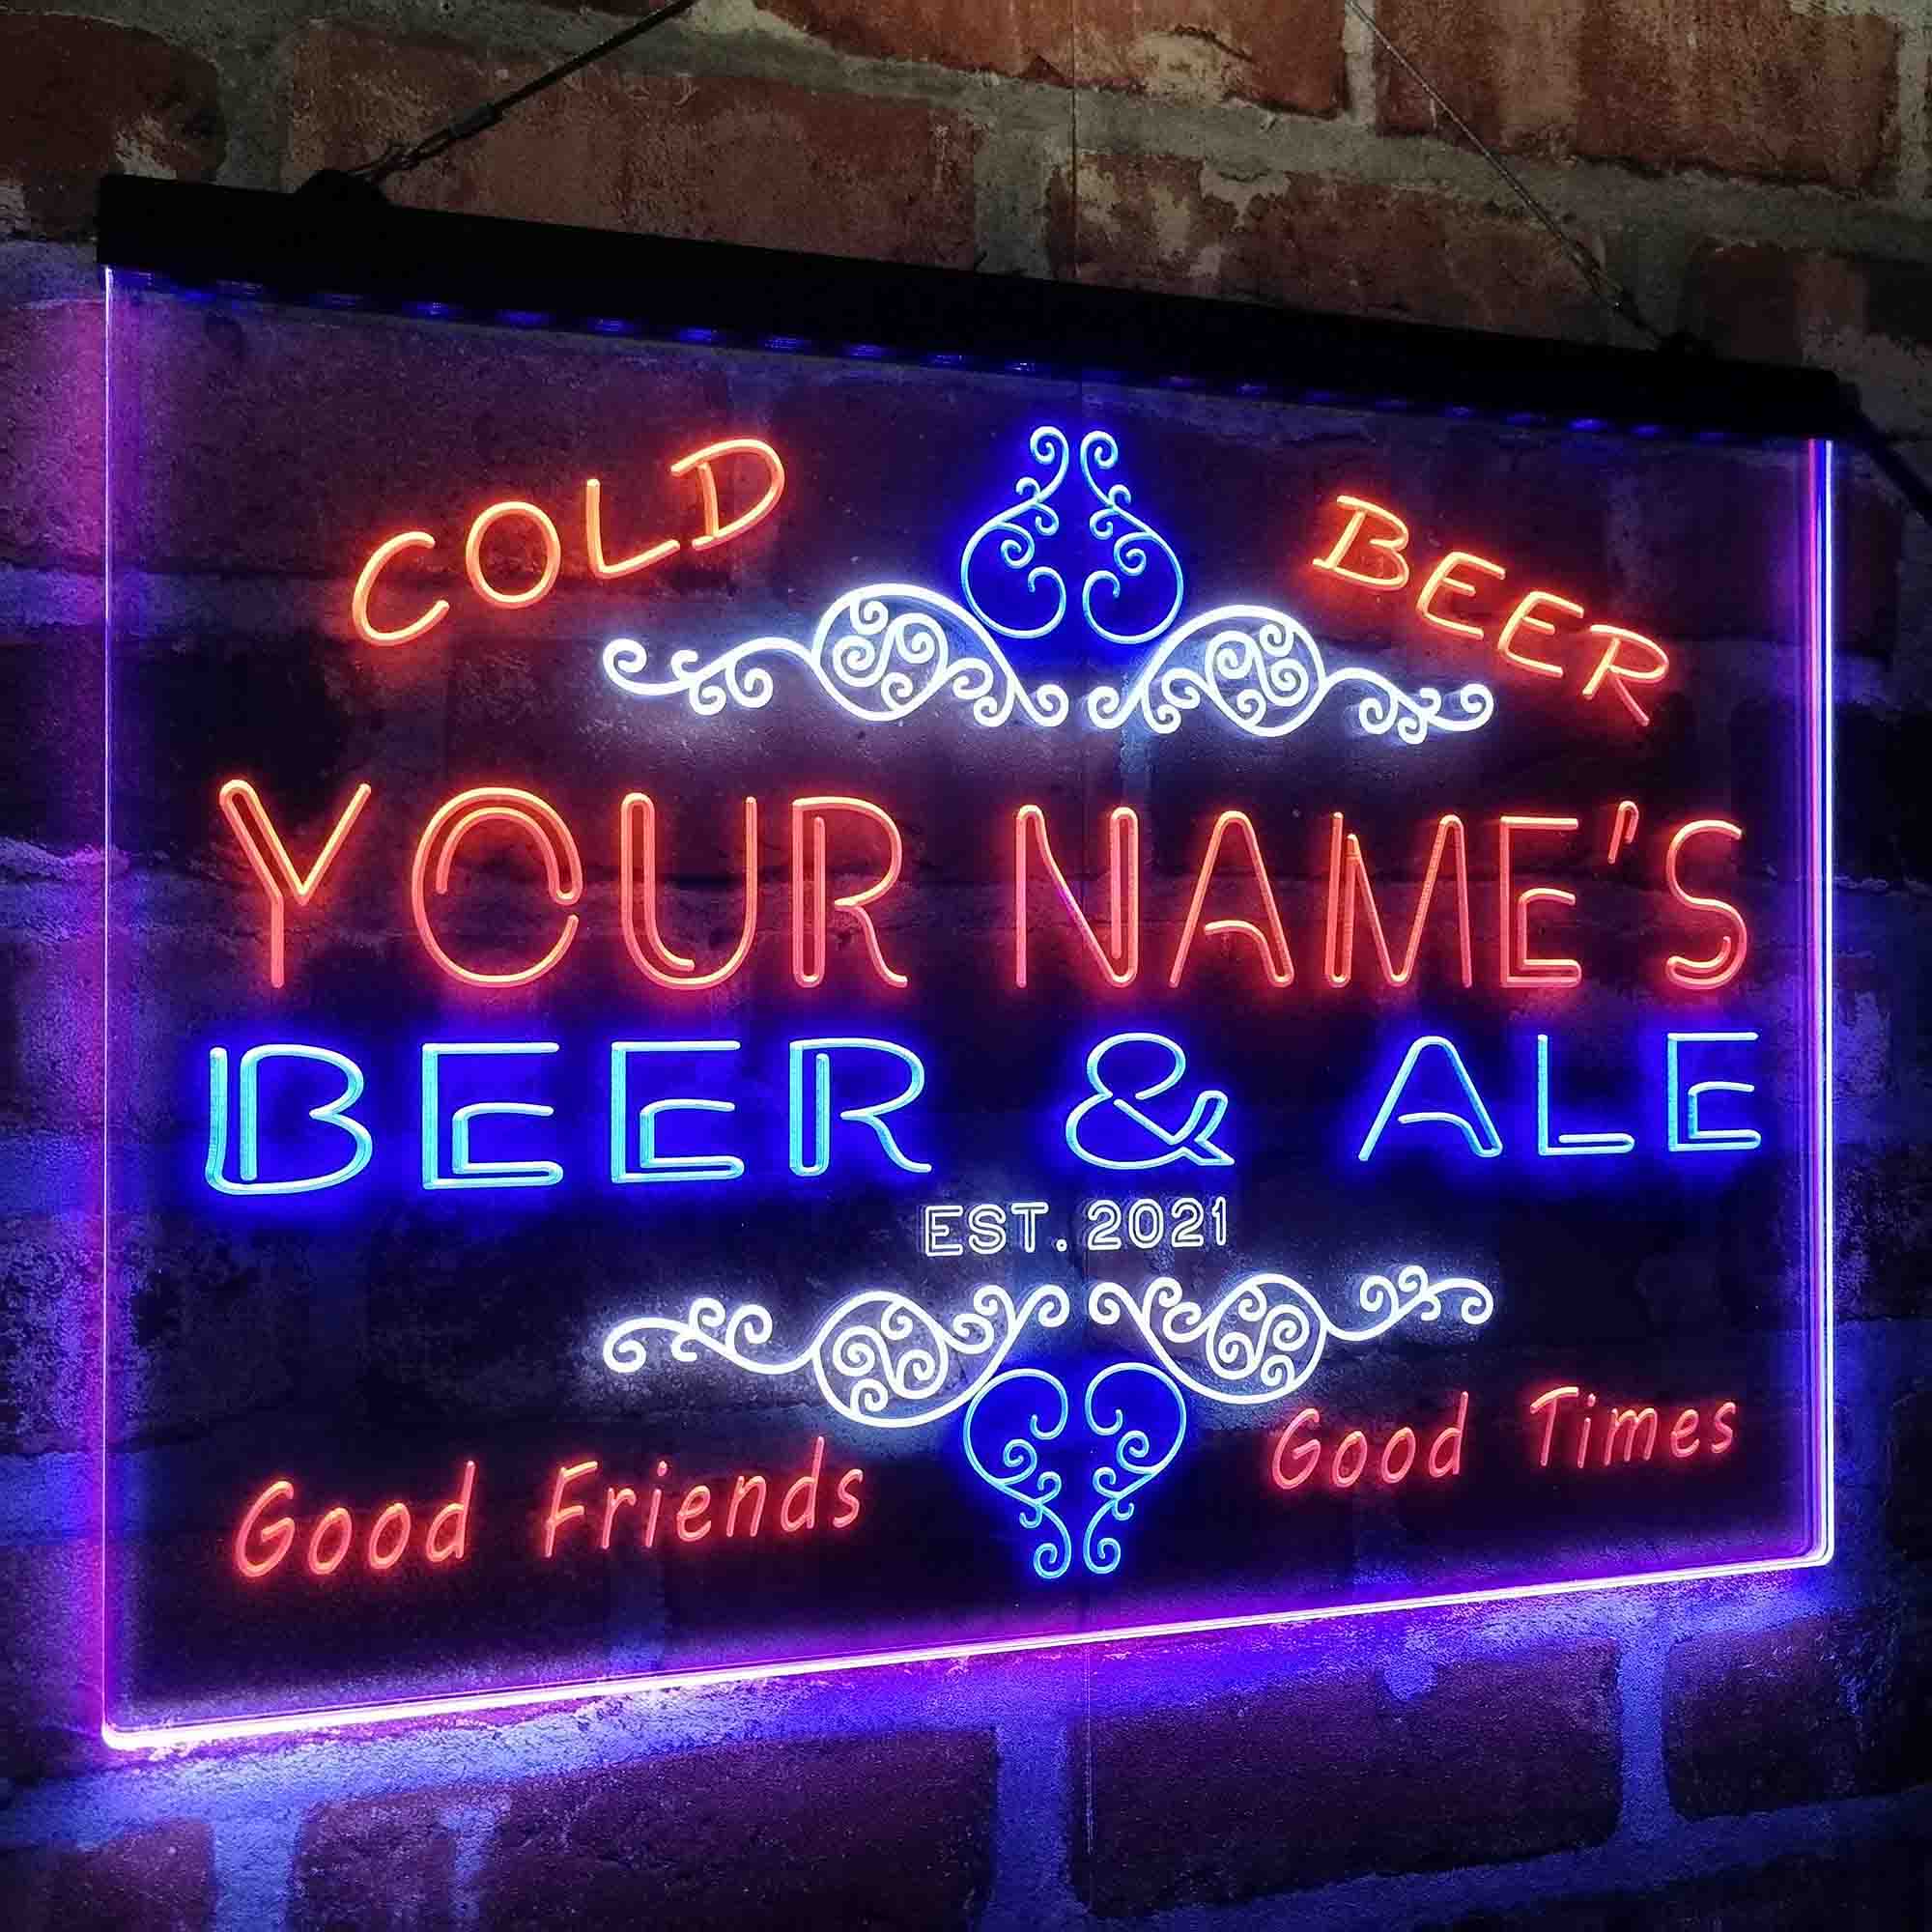 COLD BEER
YOUR NAME'S
BEER & ALE
EST. 2021
Good Friends Good Times